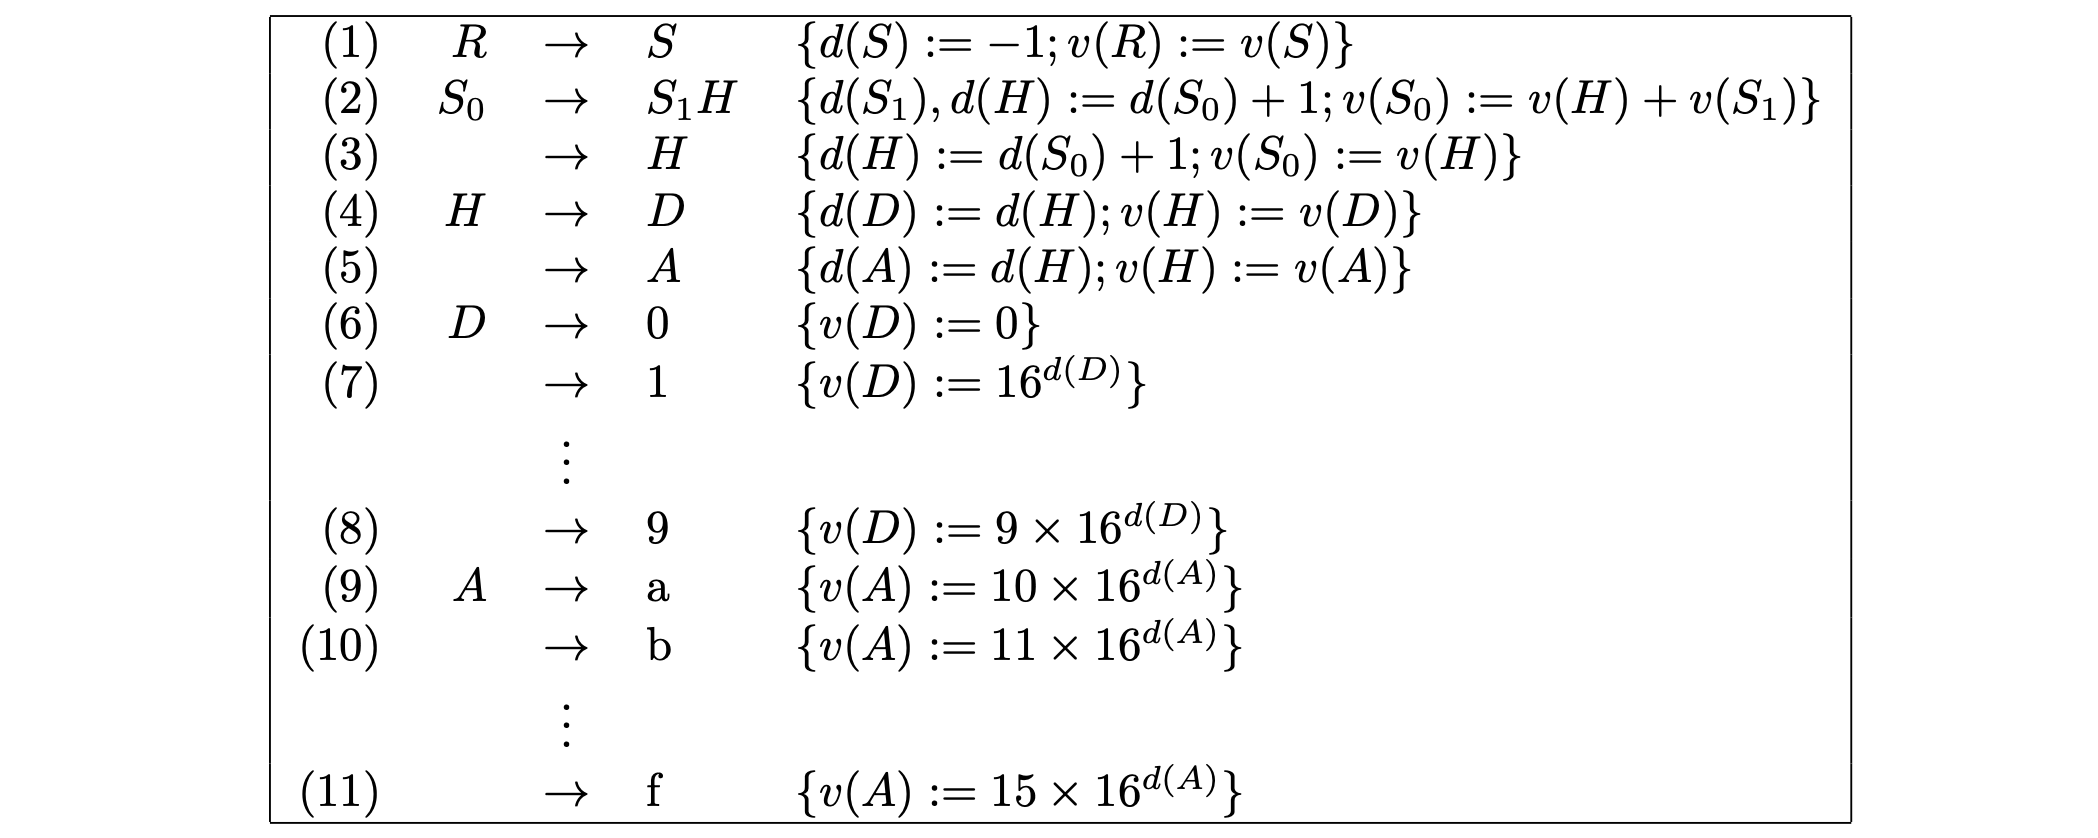 (1) R → S {d(S) := −1; v(R) := v(S)}
(2) S₀ → S₁H {d(S₁), d(H) := d(S₀) + 1; v(S₀) := v(H) + v(S₁)}
(3) → H {d(H) := d(S₀) + 1; v(S₀) := v(H)}
(4) H → D {d(D) := d(H); v(H) := v(D)}
(5) → A {d(A) := d(H); v(H) := v(A)}
(6) D → 0 {v(D) := 0}
(7) → 1 {v(D) := 16^{d(D)}}
⋮
(8) → 9 {v(D) := 9 × 16^{d(D)}}
(9) A → a {v(A) := 10 × 16^{d(A)}}
(10) → b {v(A) := 11 × 16^{d(A)}}
⋮
(11) → f {v(A) := 15 × 16^{d(A)}}